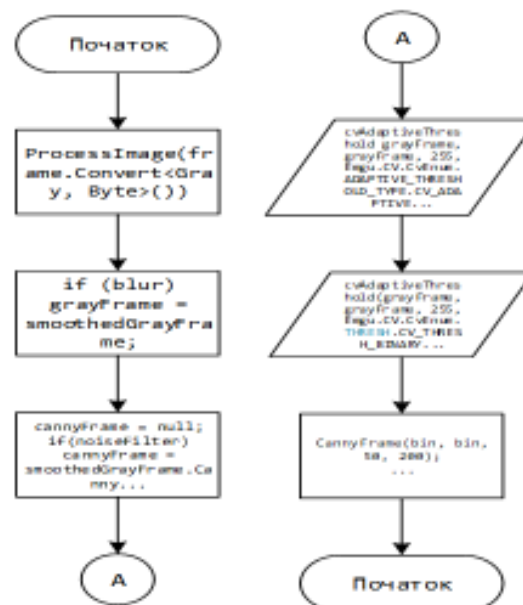 Початок
ProcessImage(fr
ame.Convert<Gra
y, Byte>())
if (blur)
grayFrame =
smoothedGrayFra
me;
cannyFrame = null;
if(noiseFilter)
cannyFrame =
smoothedGrayFrame.Ca
nny...
A
A
cvAdaptiveThres
hold grayFrame,
grayFrame, 255,
Emgu.CV.CvEnum.
ADAPTIVE_THRESH
OLD_TYPE.CV_ADA
PTIVE...
cvAdaptiveThres
hold(grayFrame,
grayFrame, 255,
Emgu.CV.CvEnum.
THRESH.CV_THRES
H_BINARY...
CannyFrame(bin, bin,
50, 200);
...
Початок